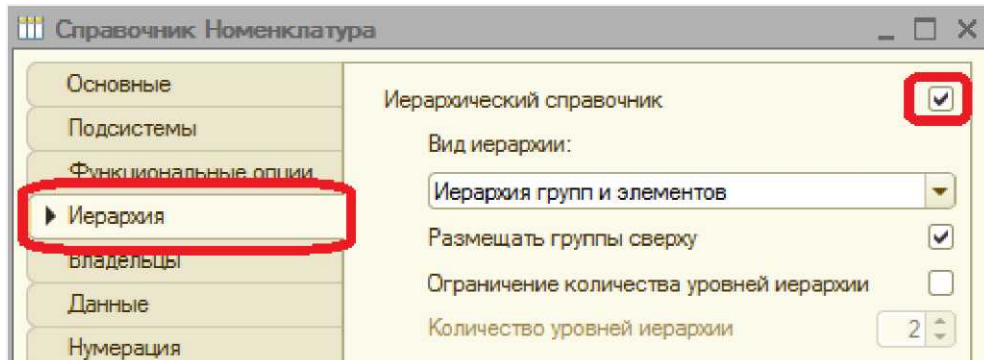 Справочник Номенклатура
Основные
Подсистемы
Функциональные опции
Иерархия
Владельцы
Данные
Нумерация
Иерархический справочник
Вид иерархии:
Иерархия групп и элементов
Размещать группы сверху
Ограничение количества уровней иерархии
Количество уровней иерархии 2